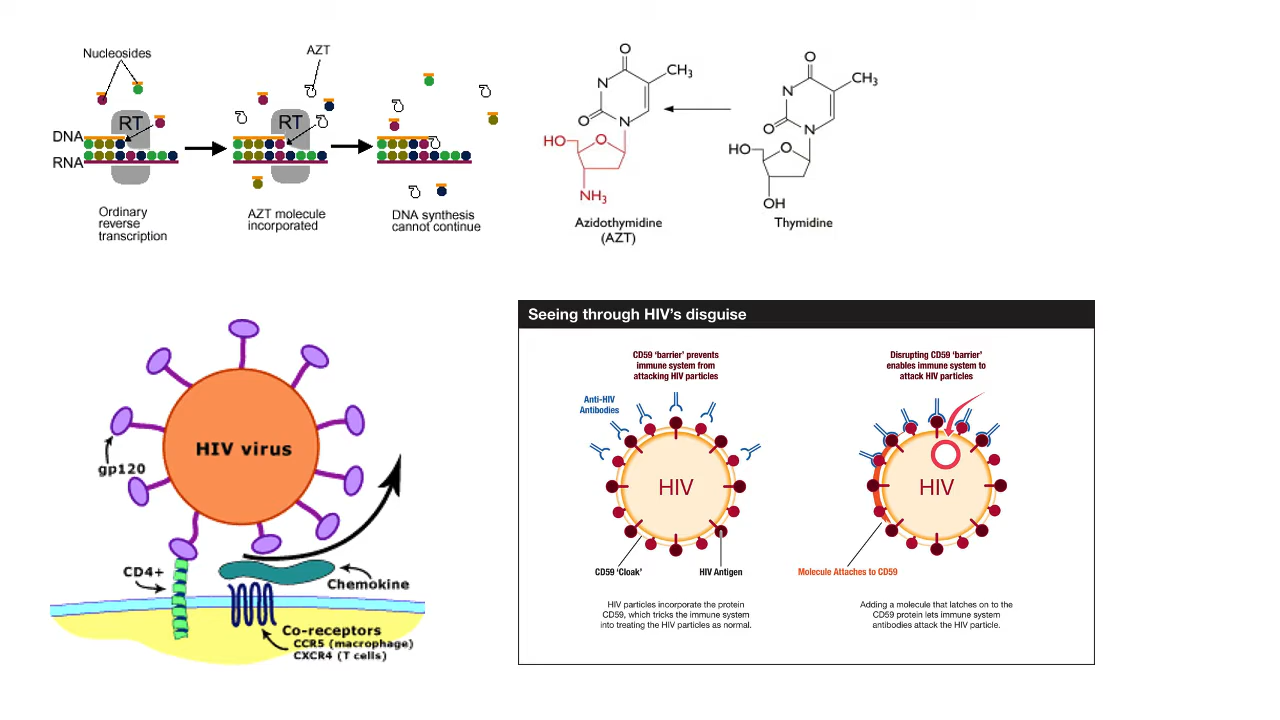 Nucleosides
AZT
RT
RT
DNA
RNA
Ordinary
reverse
transcription
AZT molecule
incorporated
DNA synthesis
cannot continue
O
CH₃
N
O
N
HO
O
NH₃
Azidothymidine
(AZT)
O
CH₃
N
O
N
HO
O
OH
Thymidine
HIV virus
gp120
CD4+
Chemokine
Co-receptors
CCR5 (macrophage)
CXCR4 (T cells)
Seeing through HIV's disguise
CD59 'barrier' prevents
immune system from
attacking HIV particles
Anti-HIV
Antibodies
HIV
CD59 'Cloak'
HIV Antigen
HIV particles incorporate the protein
CD59, which tricks the immune system
into treating the HIV particles as normal.
Disrupting CD59 'barrier'
enables immune system to
attack HIV particles
HIV
Molecule Attaches to CD59
Adding a molecule that latches on to the
CD59 protein lets immune system
antibodies attack the HIV particle.